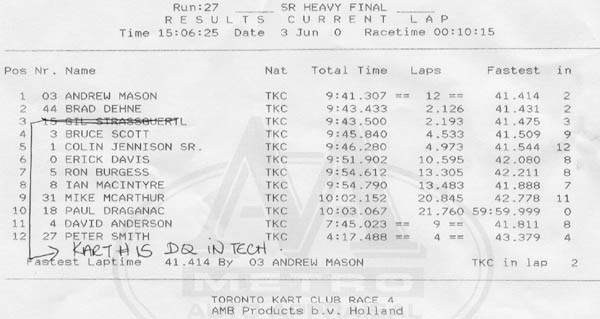 Run:27 SR HEAVY FINAL
RESULTS CURRENT LAP
Time 15:06:25 Date 3 Jun 0 Racetime 00:10:15
Pos Nr. Name Nat Total Time Laps Fastest in
1 03 ANDREW MASON TKC 9:41.307 == 12 == 41.414 2
2 44 BRAD DEHNE TKC 9:43.433 2.126 41.431 2
3 15 GIL STRASSGUERTL TKC 9:43.500 2.193 41.475 3
4 3 BRUCE SCOTT TKC 9:45.840 4.533 41.509 9
5 1 COLIN JENNISON SR. TKC 9:46.280 4.973 41.544 12
6 0 ERICK DAVIS TKC 9:51.902 10.595 42.080 8
7 5 RON BURGESS TKC 9:54.612 13.305 42.211 8
8 8 IAN MACINTYRE TKC 9:54.790 13.483 41.888 7
9 31 MIKE MCARTHUR TKC 10:02.152 20.845 42.778 11
10 18 PAUL DRAGANAC TKC 10:03.067 21.760 59:59.999 0
11 4 DAVID ANDERSON TKC 7:45.023 == 9 == 41.811 8
12 27 PETER SMITH TKC 4:17.488 == 4 == 43.379 4
KART # IS DQ IN TECH.
Fastest Laptime 41.414 By 03 ANDREW MASON TKC in lap 2
METRO
TORONTO KART CLUB RACE 4
AMB Products b.v. Holland